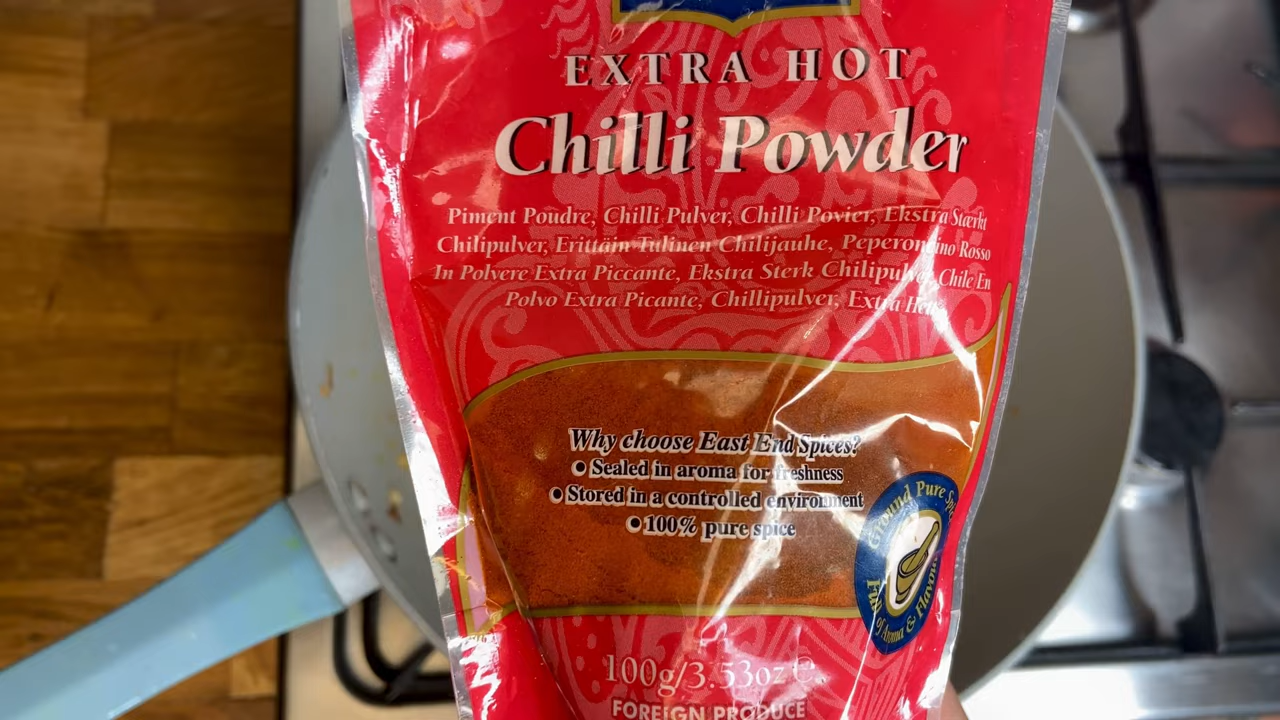 EXTRA HOT
Chilli Powder
Piment Poudre, Chilli Pulver, Chilli Povier, Ekstra Stærkt
Chilipulver, Erittäin Tulinen Chilijauhe, Peperoncino Rosso
In Polvere Extra Piccante, Ekstra Sterk Chilipulver, Chile En
Polvo Extra Picante, Chillipulver, Extra
Why choose East End Spices?
• Sealed in aroma for freshness
• Stored in a controlled environment
• 100% pure spice
Ground Pure
Full of Aroma & Flavour
100g/3.53oz ℮
FOREIGN PRODUCE